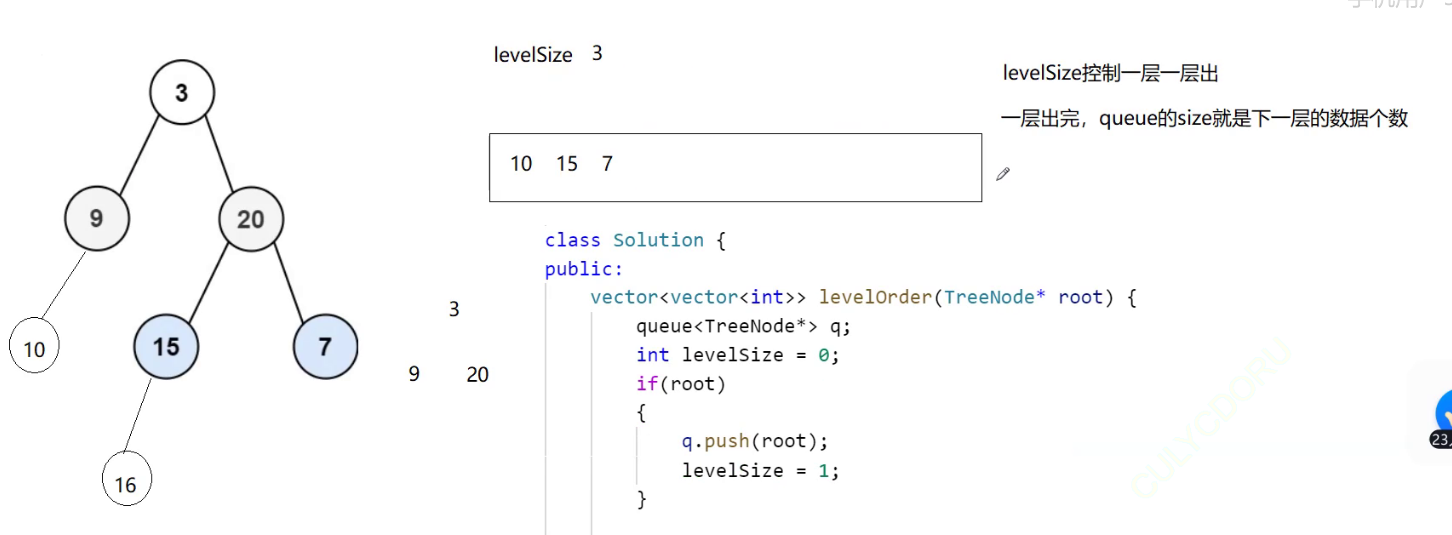 levelSize 3
levelSize控制一层一层出
一层出完，queue的size就是下一层的数据个数
10 15 7
3
9 20
10 15 7
16
3
9 20
class Solution {
public:
vector<vector<int>> levelOrder(TreeNode* root) {
queue<TreeNode*> q;
int levelSize = 0;
if(root)
{
q.push(root);
levelSize = 1;
}
CULYCDORU